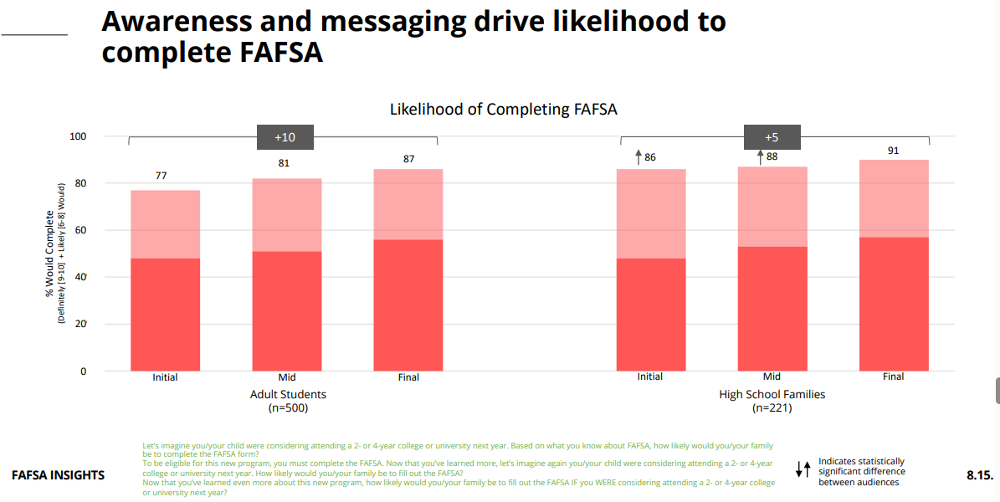 Awareness and messaging drive likelihood to
complete FAFSA
Likelihood of Completing FAFSA
% Would Complete
(Definitely [9-10] + Likely [6-8] Would)
100
80
60
40
20
0
+10
77
81
87
+5
86
88
91
Initial
Mid
Final
Initial
Mid
Final
Adult Students
(n=500)
High School Families
(n=221)
Let's imagine you/your child were considering attending a 2- or 4-year college or university next year. Based on what you know about FAFSA, how likely would you/your family
be to complete the FAFSA form?
To be eligible for this new program, you must complete the FAFSA. Now that you've learned more, let's imagine again you/your child were considering attending a 2- or 4-year
college or university next year. How likely would you/your family be to fill out the FAFSA?
Now that you've learned even more about this new program, how likely would you/your family be to fill out the FAFSA IF you WERE considering attending a 2- or 4-year college
or university next year?
Indicates statistically
significant difference
between audiences
FAFSA INSIGHTS
8.15.